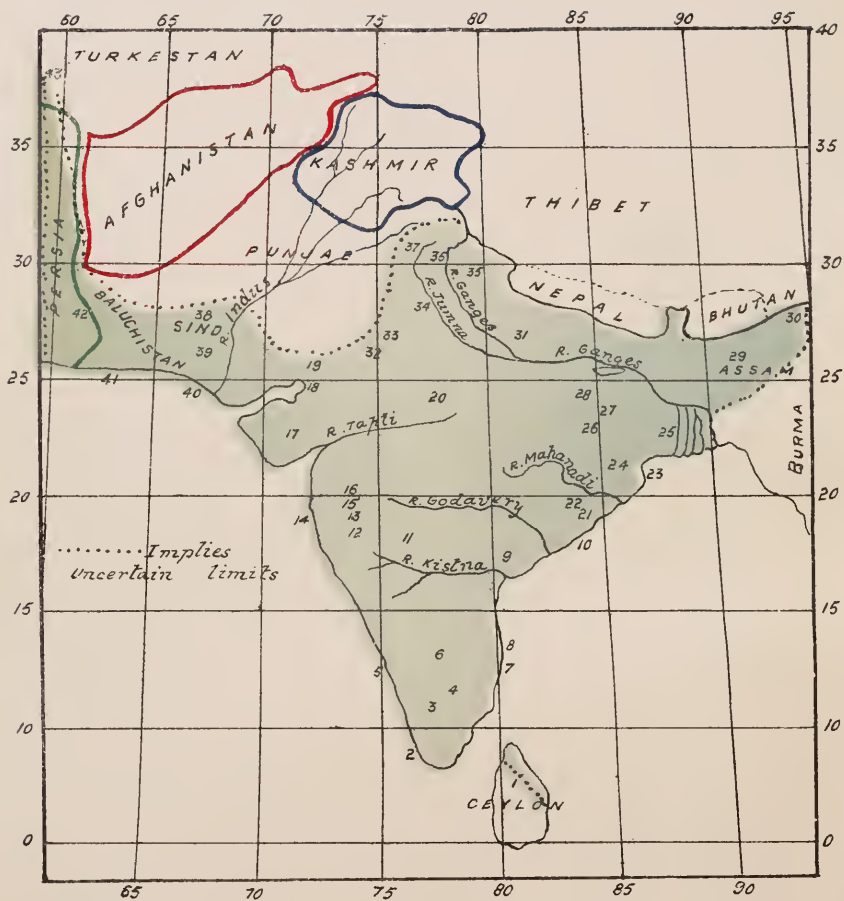 60 65 70 75 80 85 90 95
40
TURKESTAN
43
35
AFGHANISTAN
KASHMIR
35
THIBET
PERSIA
PUNJAB
37
36
35
30
30
NEPAL
BHUTAN
30
42
BALUCHISTAN
38
SIND
R. Indus
34
R. Jumna
R. Ganges
33
31
39
19
32
R. Ganges
29
ASSAM
25
41
40
18
25
20
28
27
17
R. Tapti
26
25
BURMA
R. Mahanadi
24
23
20
16
15
R. Godavery
22
21
20
14
13
12
11
10
.......Implies
uncertain limits
R. Kistna
9
15
15
6
8
5
7
4
3
10
10
2
1
CEYLON
0
0
65 70 75 80 85 90